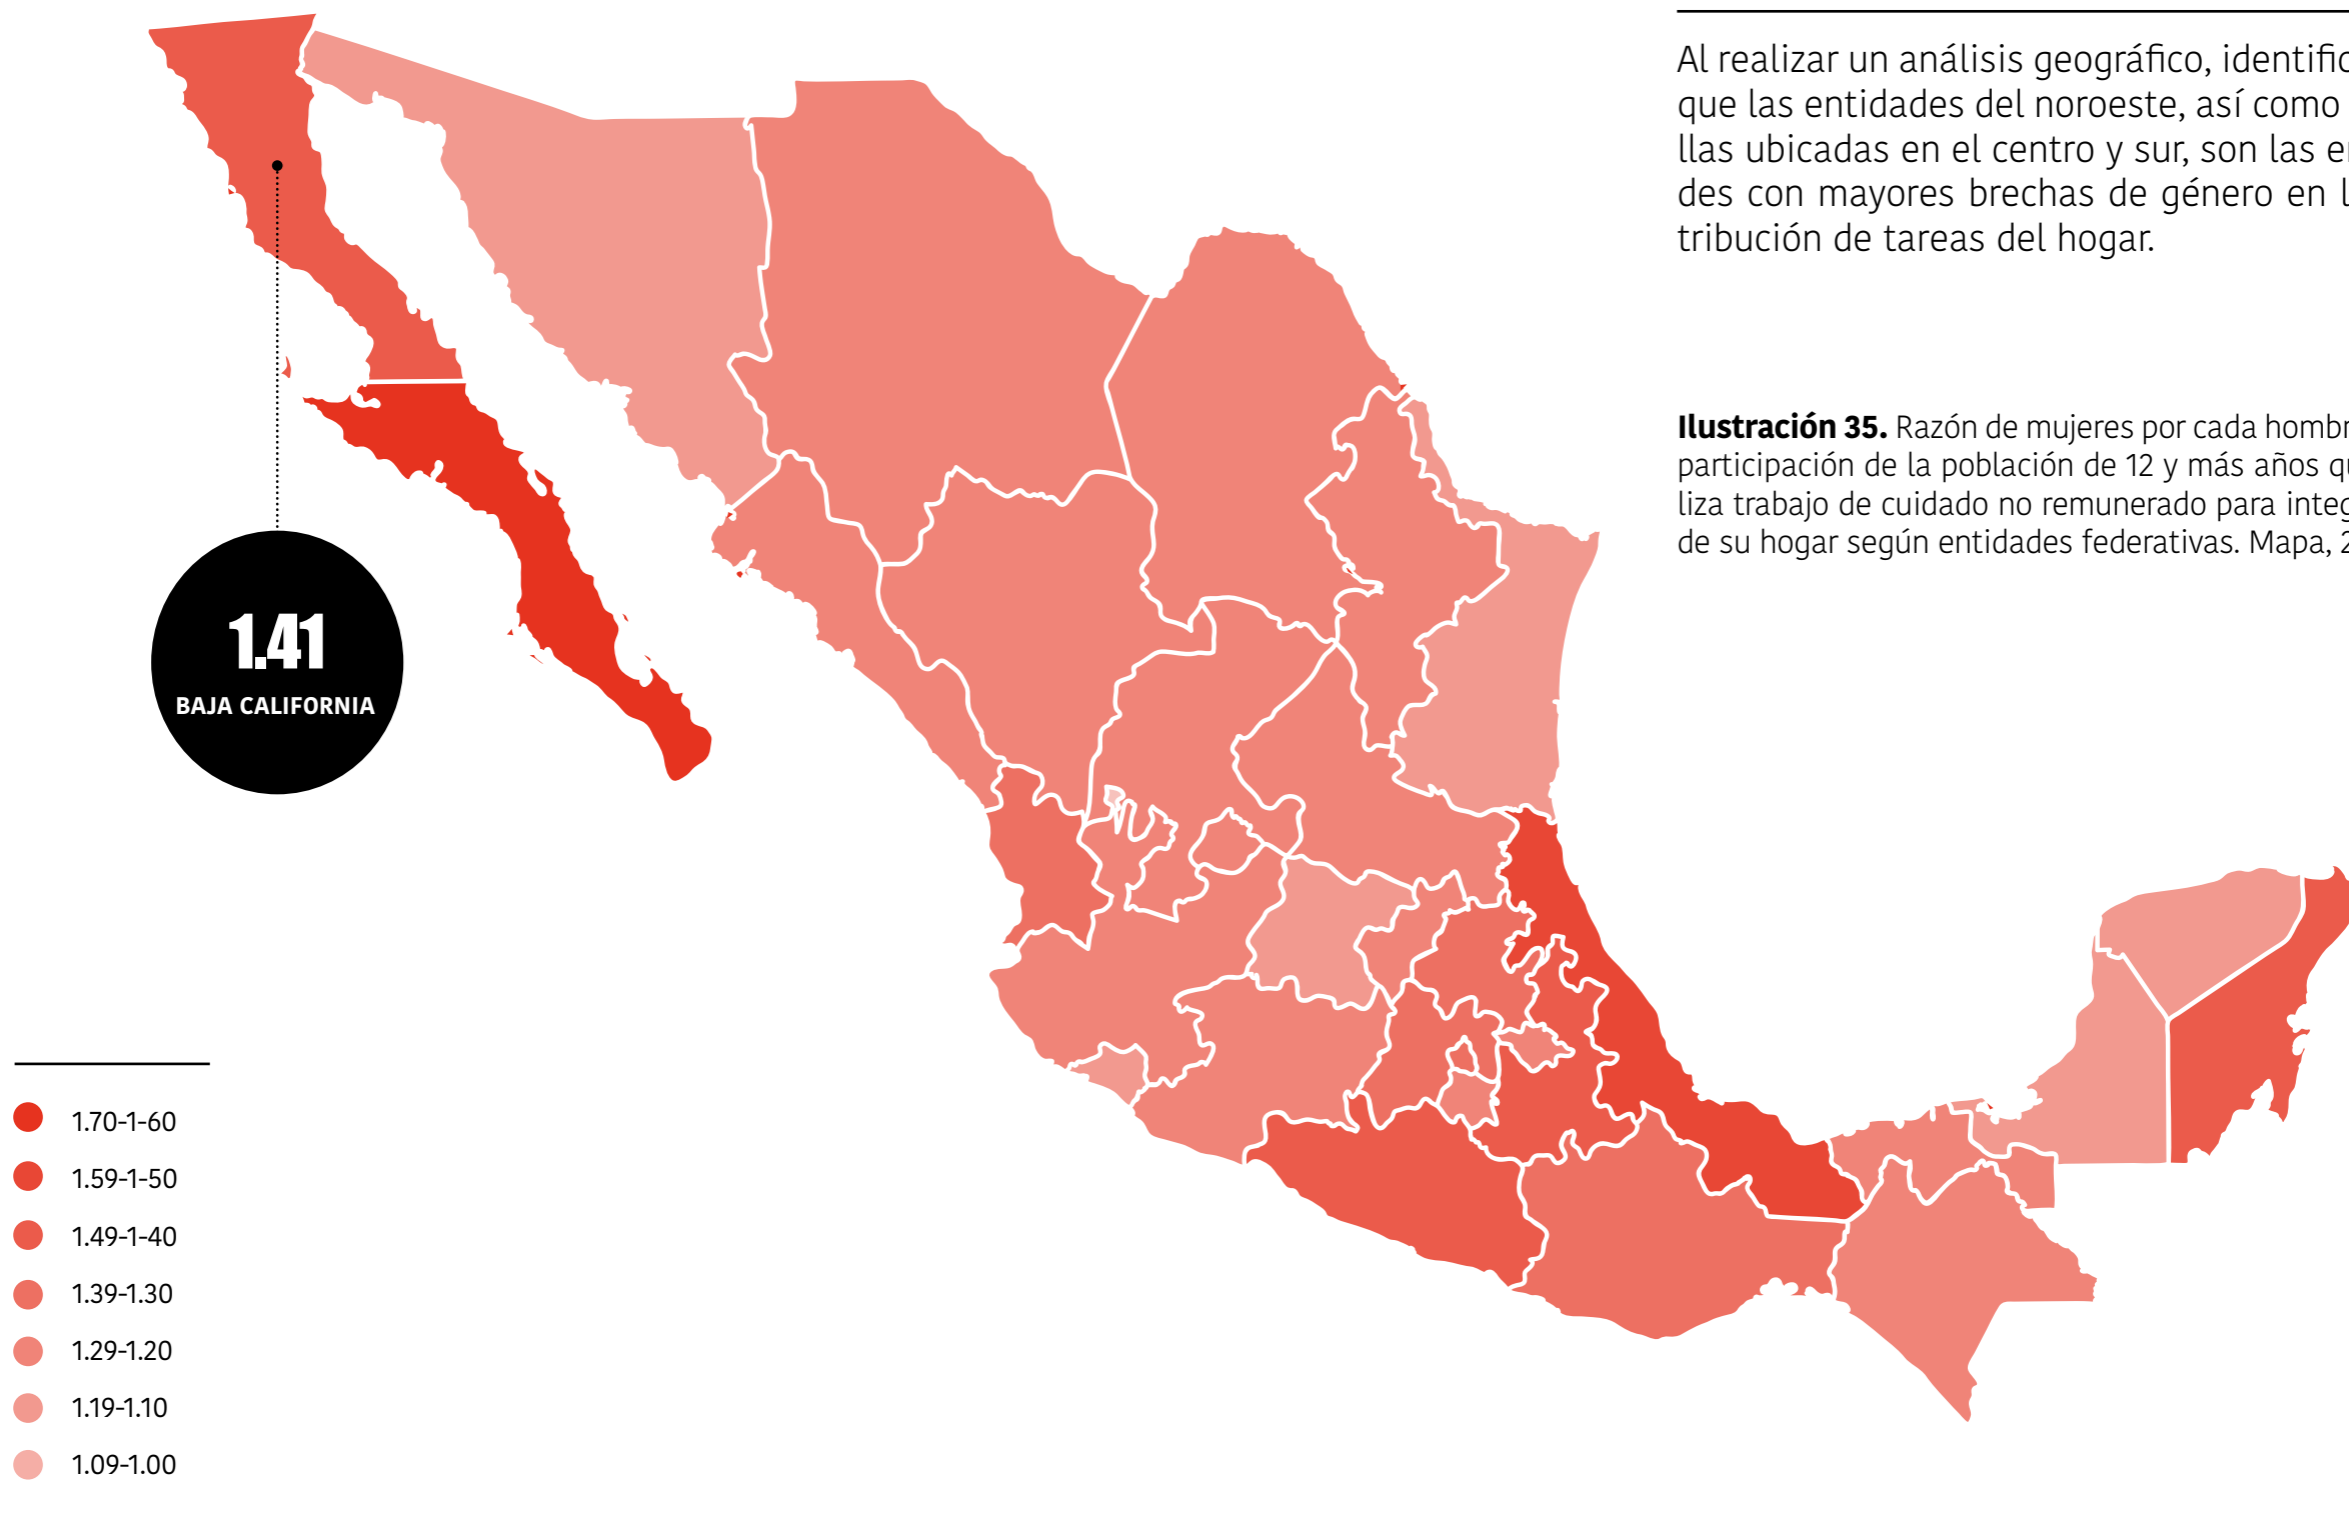 Al realizar un análisis geográfico,
que las entidades del noroeste, así como
llas ubicadas en el centro y sur, son las
des con mayores brechas de género en
tribución de tareas del hogar.
Ilustración 35. Razón de mujeres por cada
participación de la población de 12 y más años
liza trabajo de cuidado no remunerado para
de su hogar según entidades federativas. Mapa,
1.41
BAJA CALIFORNIA
1.70-1-60
1.59-1-50
1.49-1-40
1.39-1.30
1.29-1.20
1.19-1.10
1.09-1.00